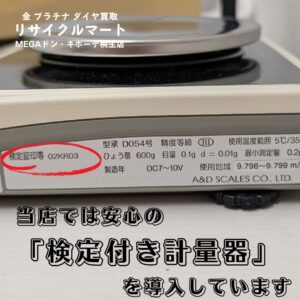 金 プラチナ ダイヤ買取
リサイクルマート
MEGAドン・キホーテ桐生店
検定証印等 02KR03
型承 D054号 精度等級 III 使用温度範囲 5℃/35
ひょう量 600g 目量 0.1g d = 0.01g 最小測定量 0.2g
製造年 DC7〜10V 使用地域 9.796〜9.799 m/s
A&D SCALES CO., LTD.
当店では安心の
「検定付き計量器」
を導入しています